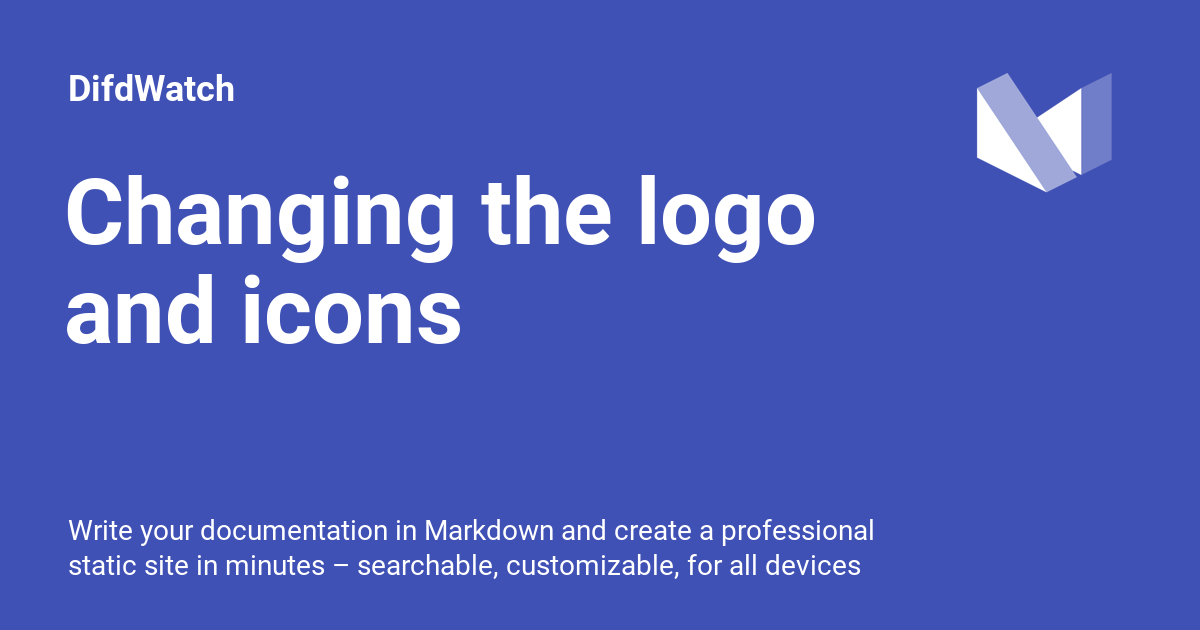 DifdWatch
Changing the logo
and icons
Write your documentation in Markdown and create a professional
static site in minutes – searchable, customizable, for all devices